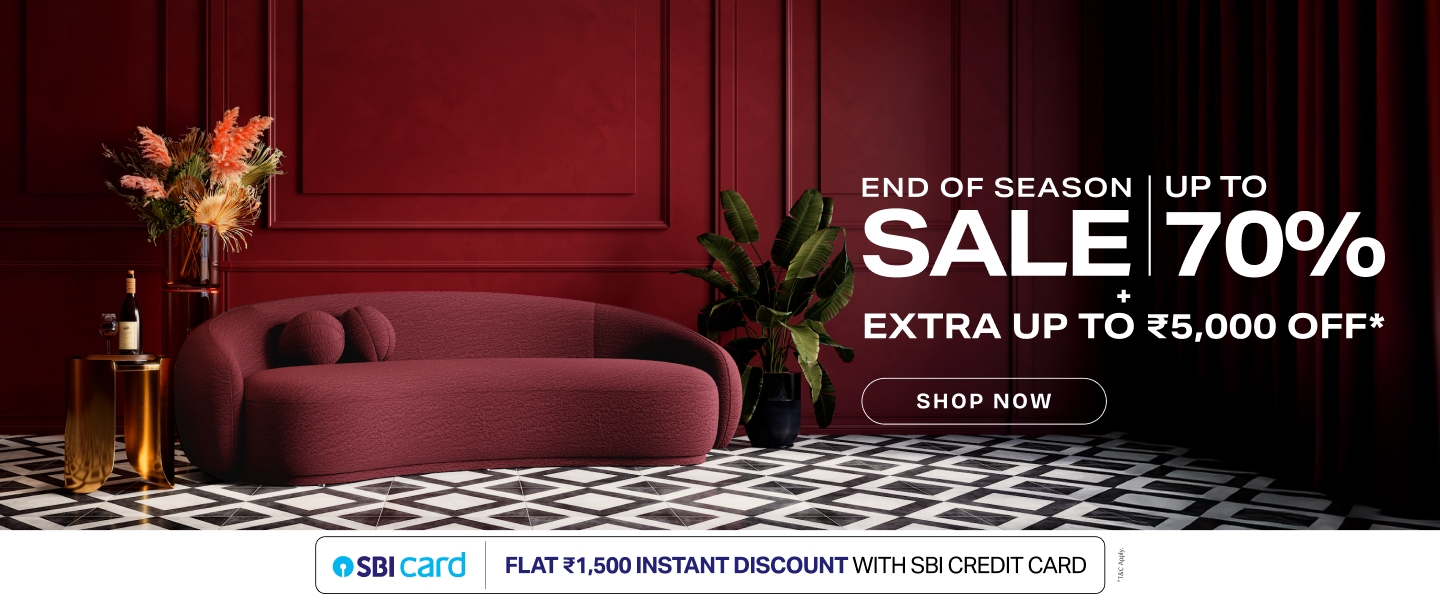 END OF SEASON
SALE
UP TO
70%
+
EXTRA UP TO ₹5,000 OFF*
SHOP NOW
SBI card
FLAT ₹1,500 INSTANT DISCOUNT WITH SBI CREDIT CARD
*T&C Apply.